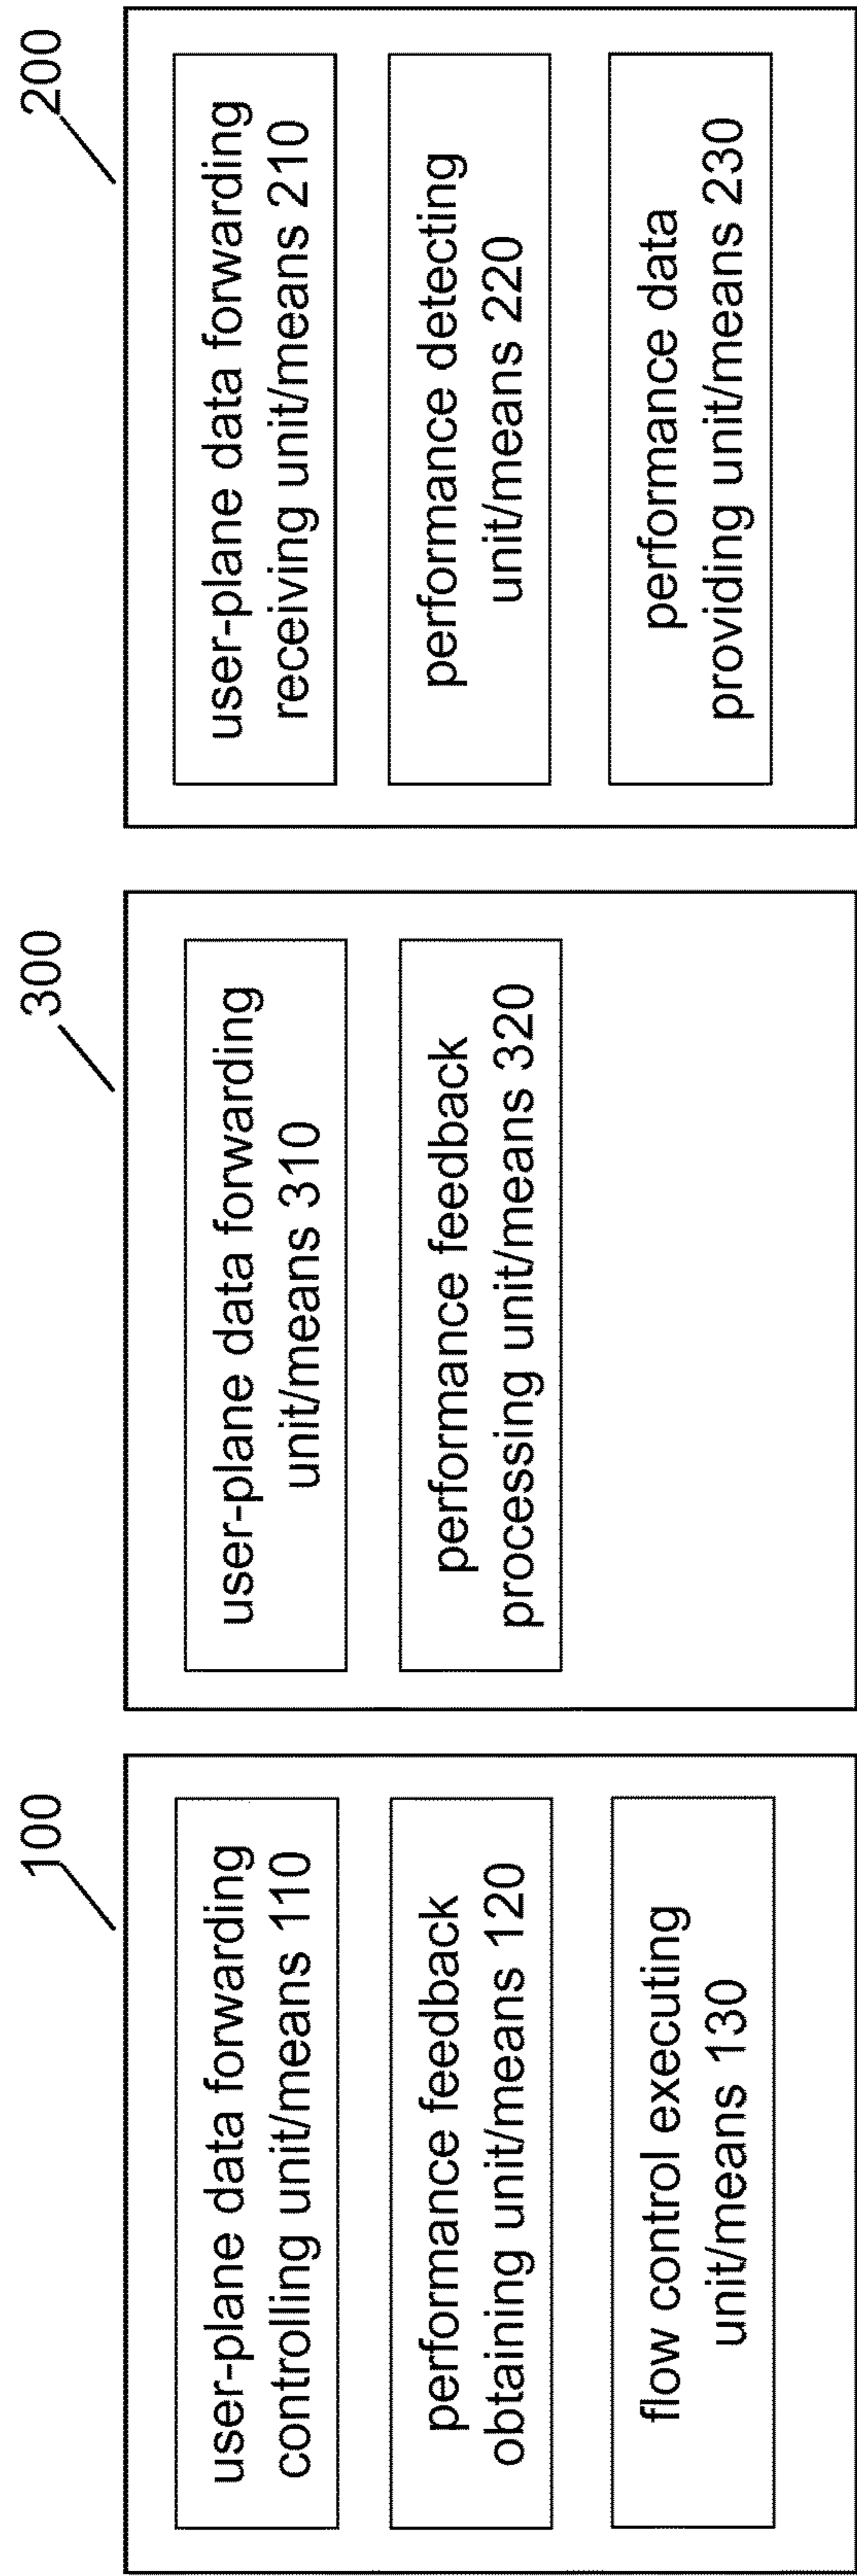 100
user-plane data forwarding
controlling unit/means 110
performance feedback
obtaining unit/means 120
flow control executing
unit/means 130
300
user-plane data forwarding
unit/means 310
performance feedback
processing unit/means 320
200
user-plane data forwarding
receiving unit/means 210
performance detecting
unit/means 220
performance data
providing unit/means 230